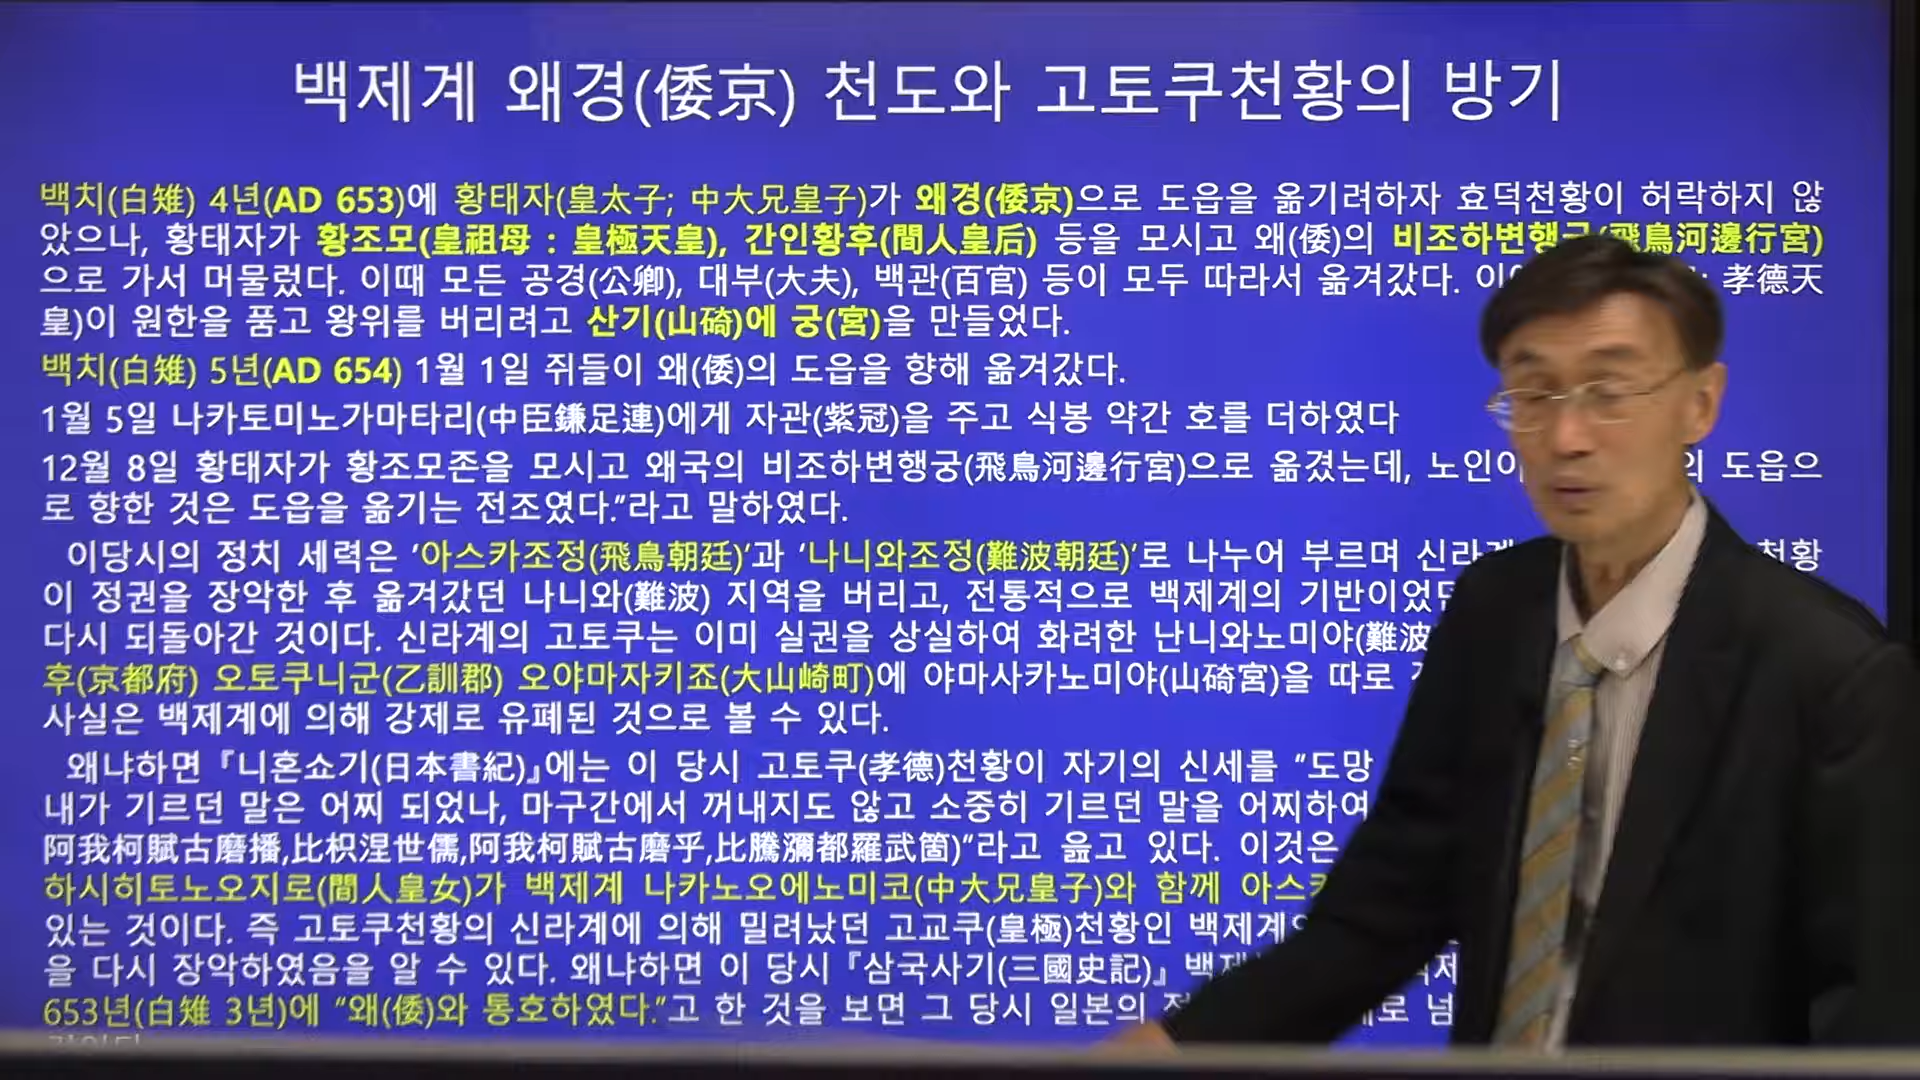 백제계 왜경(倭京) 천도와 고토쿠천황의 방기
백치(白雉) 4년(AD 653)에 황태자(皇太子; 中大兄皇子)가 왜경(倭京)으로 도읍을 옮기려하자 효덕천황이 허락하지 않
았으나, 황태자가 황조모(皇祖母 : 皇極天皇), 간인황후(間人皇后) 등을 모시고 왜(倭)의 비조하변행궁(飛鳥河邊行宮)
으로 가서 머물렀다. 이때 모든 공경(公卿), 대부(大夫), 백관(百官) 등이 모두 따라서 옮겨갔다. 孝德天
皇)이 원한을 품고 왕위를 버리려고 산기(山碕)에 궁(宮)을 만들었다.
백치(白雉) 5년(AD 654) 1월 1일 쥐들이 왜(倭)의 도읍을 향해 옮겨갔다.
1월 5일 나카토미노가마타리(中臣鎌足連)에게 자관(紫冠)을 주고 식봉 약간 호를 더하였다
12월 8일 황태자가 황조모존을 모시고 왜국의 비조하변행궁(飛鳥河邊行宮)으로 옮겼는데, 도읍으
로 향한 것은 도읍을 옮기는 전조였다."라고 말하였다.
이당시의 정치 세력은 '아스카조정(飛鳥朝廷)'과 '나니와조정(難波朝廷)'로 나누어 부르며 천황
이 정권을 장악한 후 옮겨갔던 나니와(難波) 지역을 버리고, 전통적으로 백제계의
다시 되돌아간 것이다. 신라계의 고토쿠는 이미 실권을 상실하여 화려한 난니와노미야(難波
후(京都府) 오토쿠니군(乙訓郡) 오야마자키죠(大山崎町)에 야마사카노미야(山碕宮)을 따로
사실은 백제계에 의해 강제로 유폐된 것으로 볼 수 있다.
왜냐하면 『니혼쇼기(日本書紀)』에는 이 당시 고토쿠(孝德)천황이 자기의 신세를 "도망
내가 기르던 말은 어찌 되었나, 마구간에서 꺼내지도 않고 소중히 기르던 말을 어찌하여
阿我柯賦古磨播,比枳涅世儒,阿我柯賦古磨乎,比騰瀰都羅武箇)"라고 읊고 있다. 이것은
하시히토노오지로(間人皇女)가 백제계 나카노오에노미코(中大兄皇子)와 함께
있는 것이다. 즉 고토쿠천황의 신라계에 의해 밀려났던 고교쿠(皇極)천황인
을 다시 장악하였음을 알 수 있다. 왜냐하면 이 당시 『삼국사기(三國史記)』
653년(白雉 3년)에 "왜(倭)와 통호하였다."고 한 것을 보면 그 당시 일본의